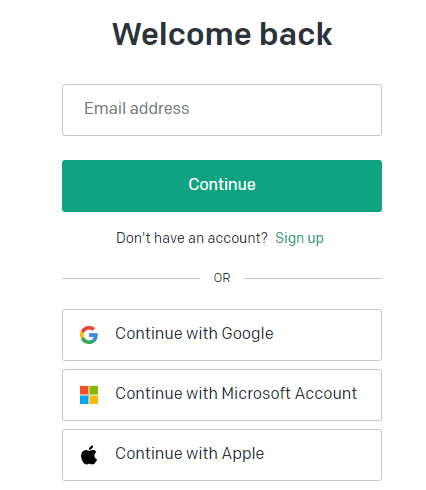 Welcome back
Email address
Continue
Don't have an account? Sign up
OR
Continue with Google
Continue with Microsoft Account
Continue with Apple